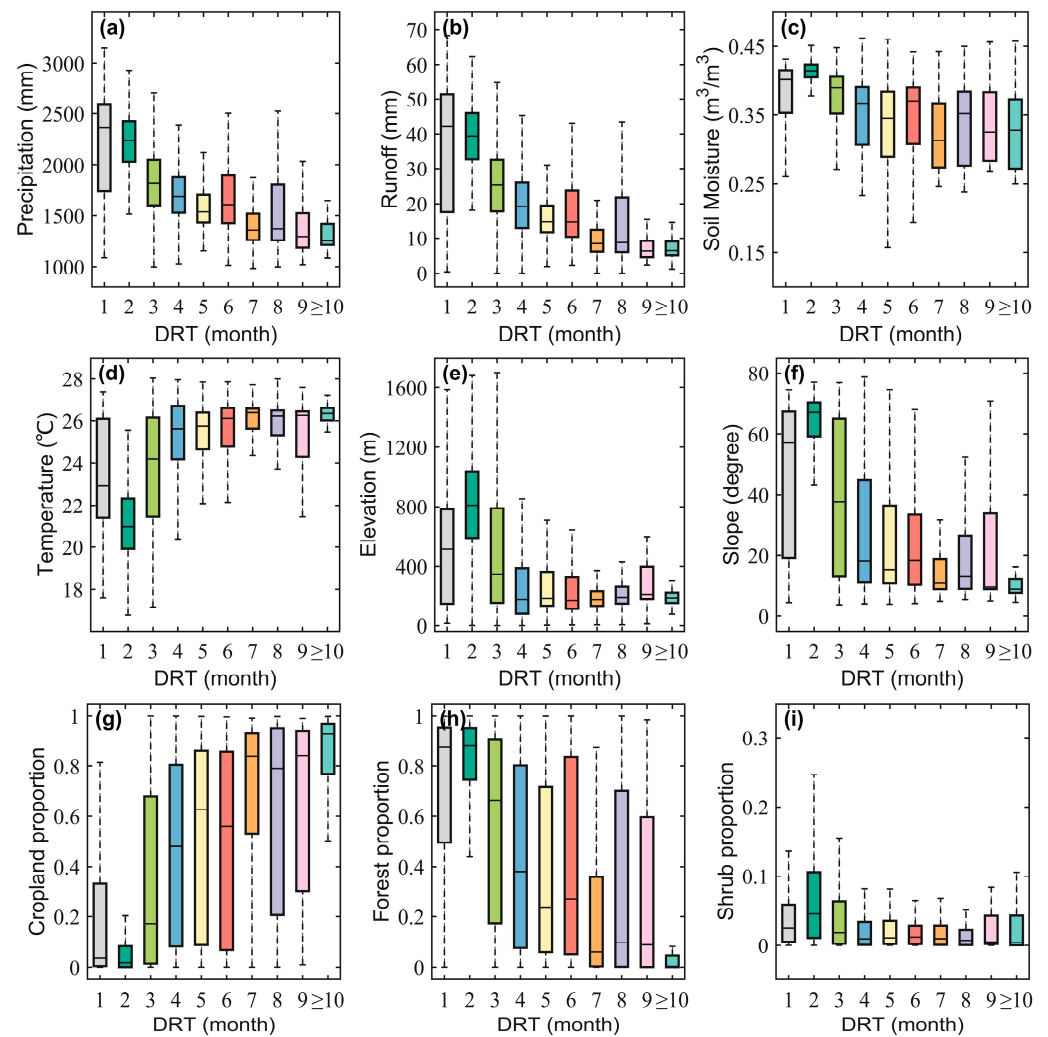 (a)
Precipitation (mm)
3000
2500
2000
1500
1000
1 2 3 4 5 6 7 8 9 ≥10
DRT (month)
(b)
Runoff (mm)
70
60
50
40
30
20
10
0
1 2 3 4 5 6 7 8 9 ≥10
DRT (month)
(c)
Soil Moisture (m³/m³)
0.45
0.35
0.25
0.15
1 2 3 4 5 6 7 8 9 ≥10
DRT (month)
(d)
Temperature (℃)
28
26
24
22
20
18
1 2 3 4 5 6 7 8 9 ≥10
DRT (month)
(e)
Elevation (m)
1600
1200
800
400
0
1 2 3 4 5 6 7 8 9 ≥10
DRT (month)
(f)
Slope (degree)
80
60
40
20
0
1 2 3 4 5 6 7 8 9 ≥10
DRT (month)
(g)
Cropland proportion
1
0.8
0.6
0.4
0.2
0
1 2 3 4 5 6 7 8 9 ≥10
DRT (month)
(h)
Forest proportion
1
0.8
0.6
0.4
0.2
0
1 2 3 4 5 6 7 8 9 ≥10
DRT (month)
(i)
Shrub proportion
0.3
0.2
0.1
0
1 2 3 4 5 6 7 8 9 ≥10
DRT (month)